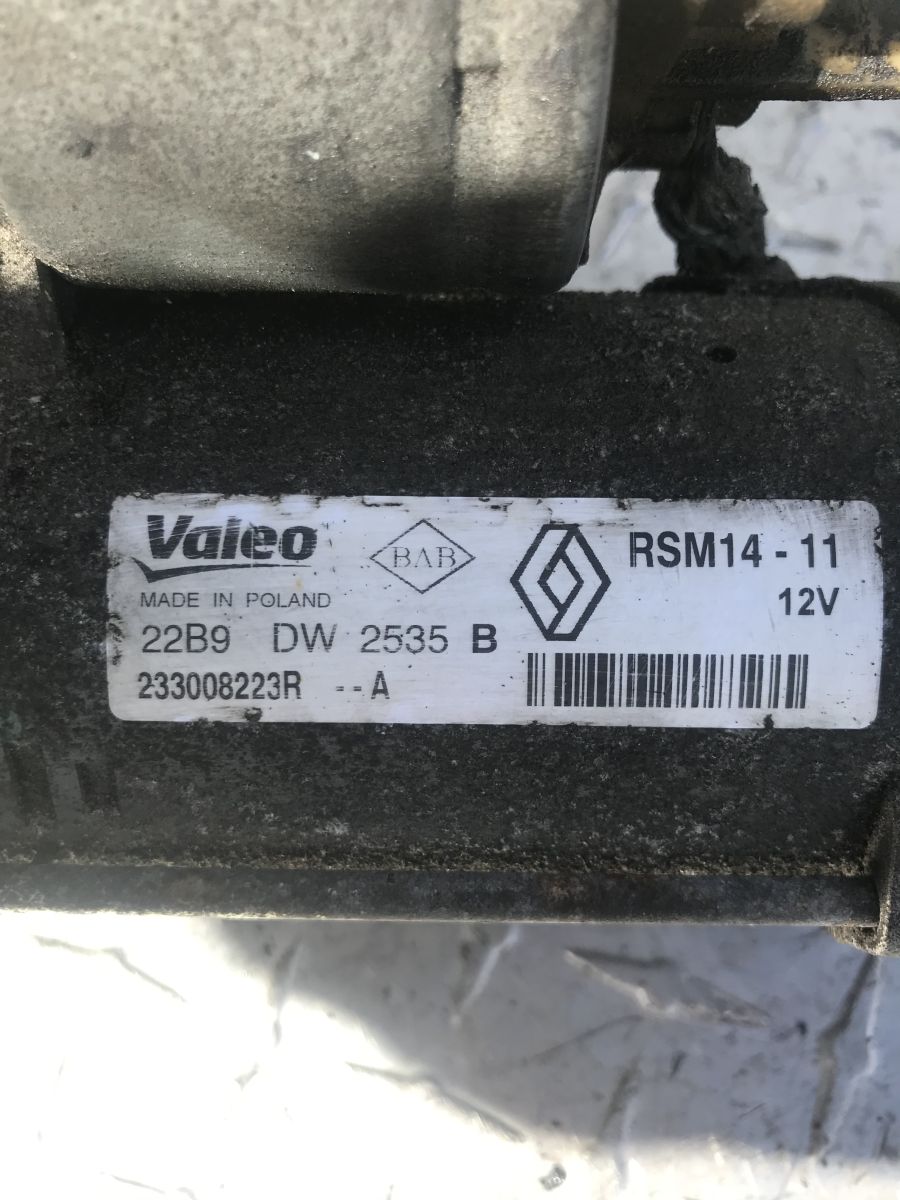 Valeo
BAB
RSM14 - 11
MADE IN POLAND
12V
22B9 DW 2535 B
233008223R -- A